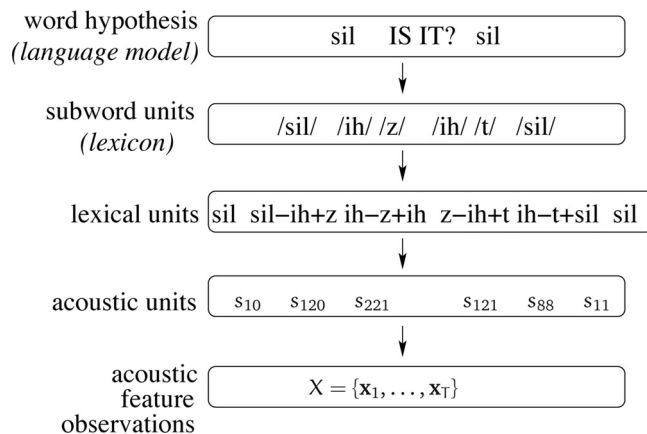 word hypothesis
(language model)
sil IS IT? sil
subword units
(lexicon)
/sil/ /ih/ /z/ /ih/ /t/ /sil/
lexical units
sil sil−ih+z ih−z+ih z−ih+t ih−t+sil sil
acoustic units
s₁₀ s₁₂₀ s₂₂₁ s₁₂₁ s₈₈ s₁₁
acoustic
feature
observations
X = {x₁, . . . , x_T}